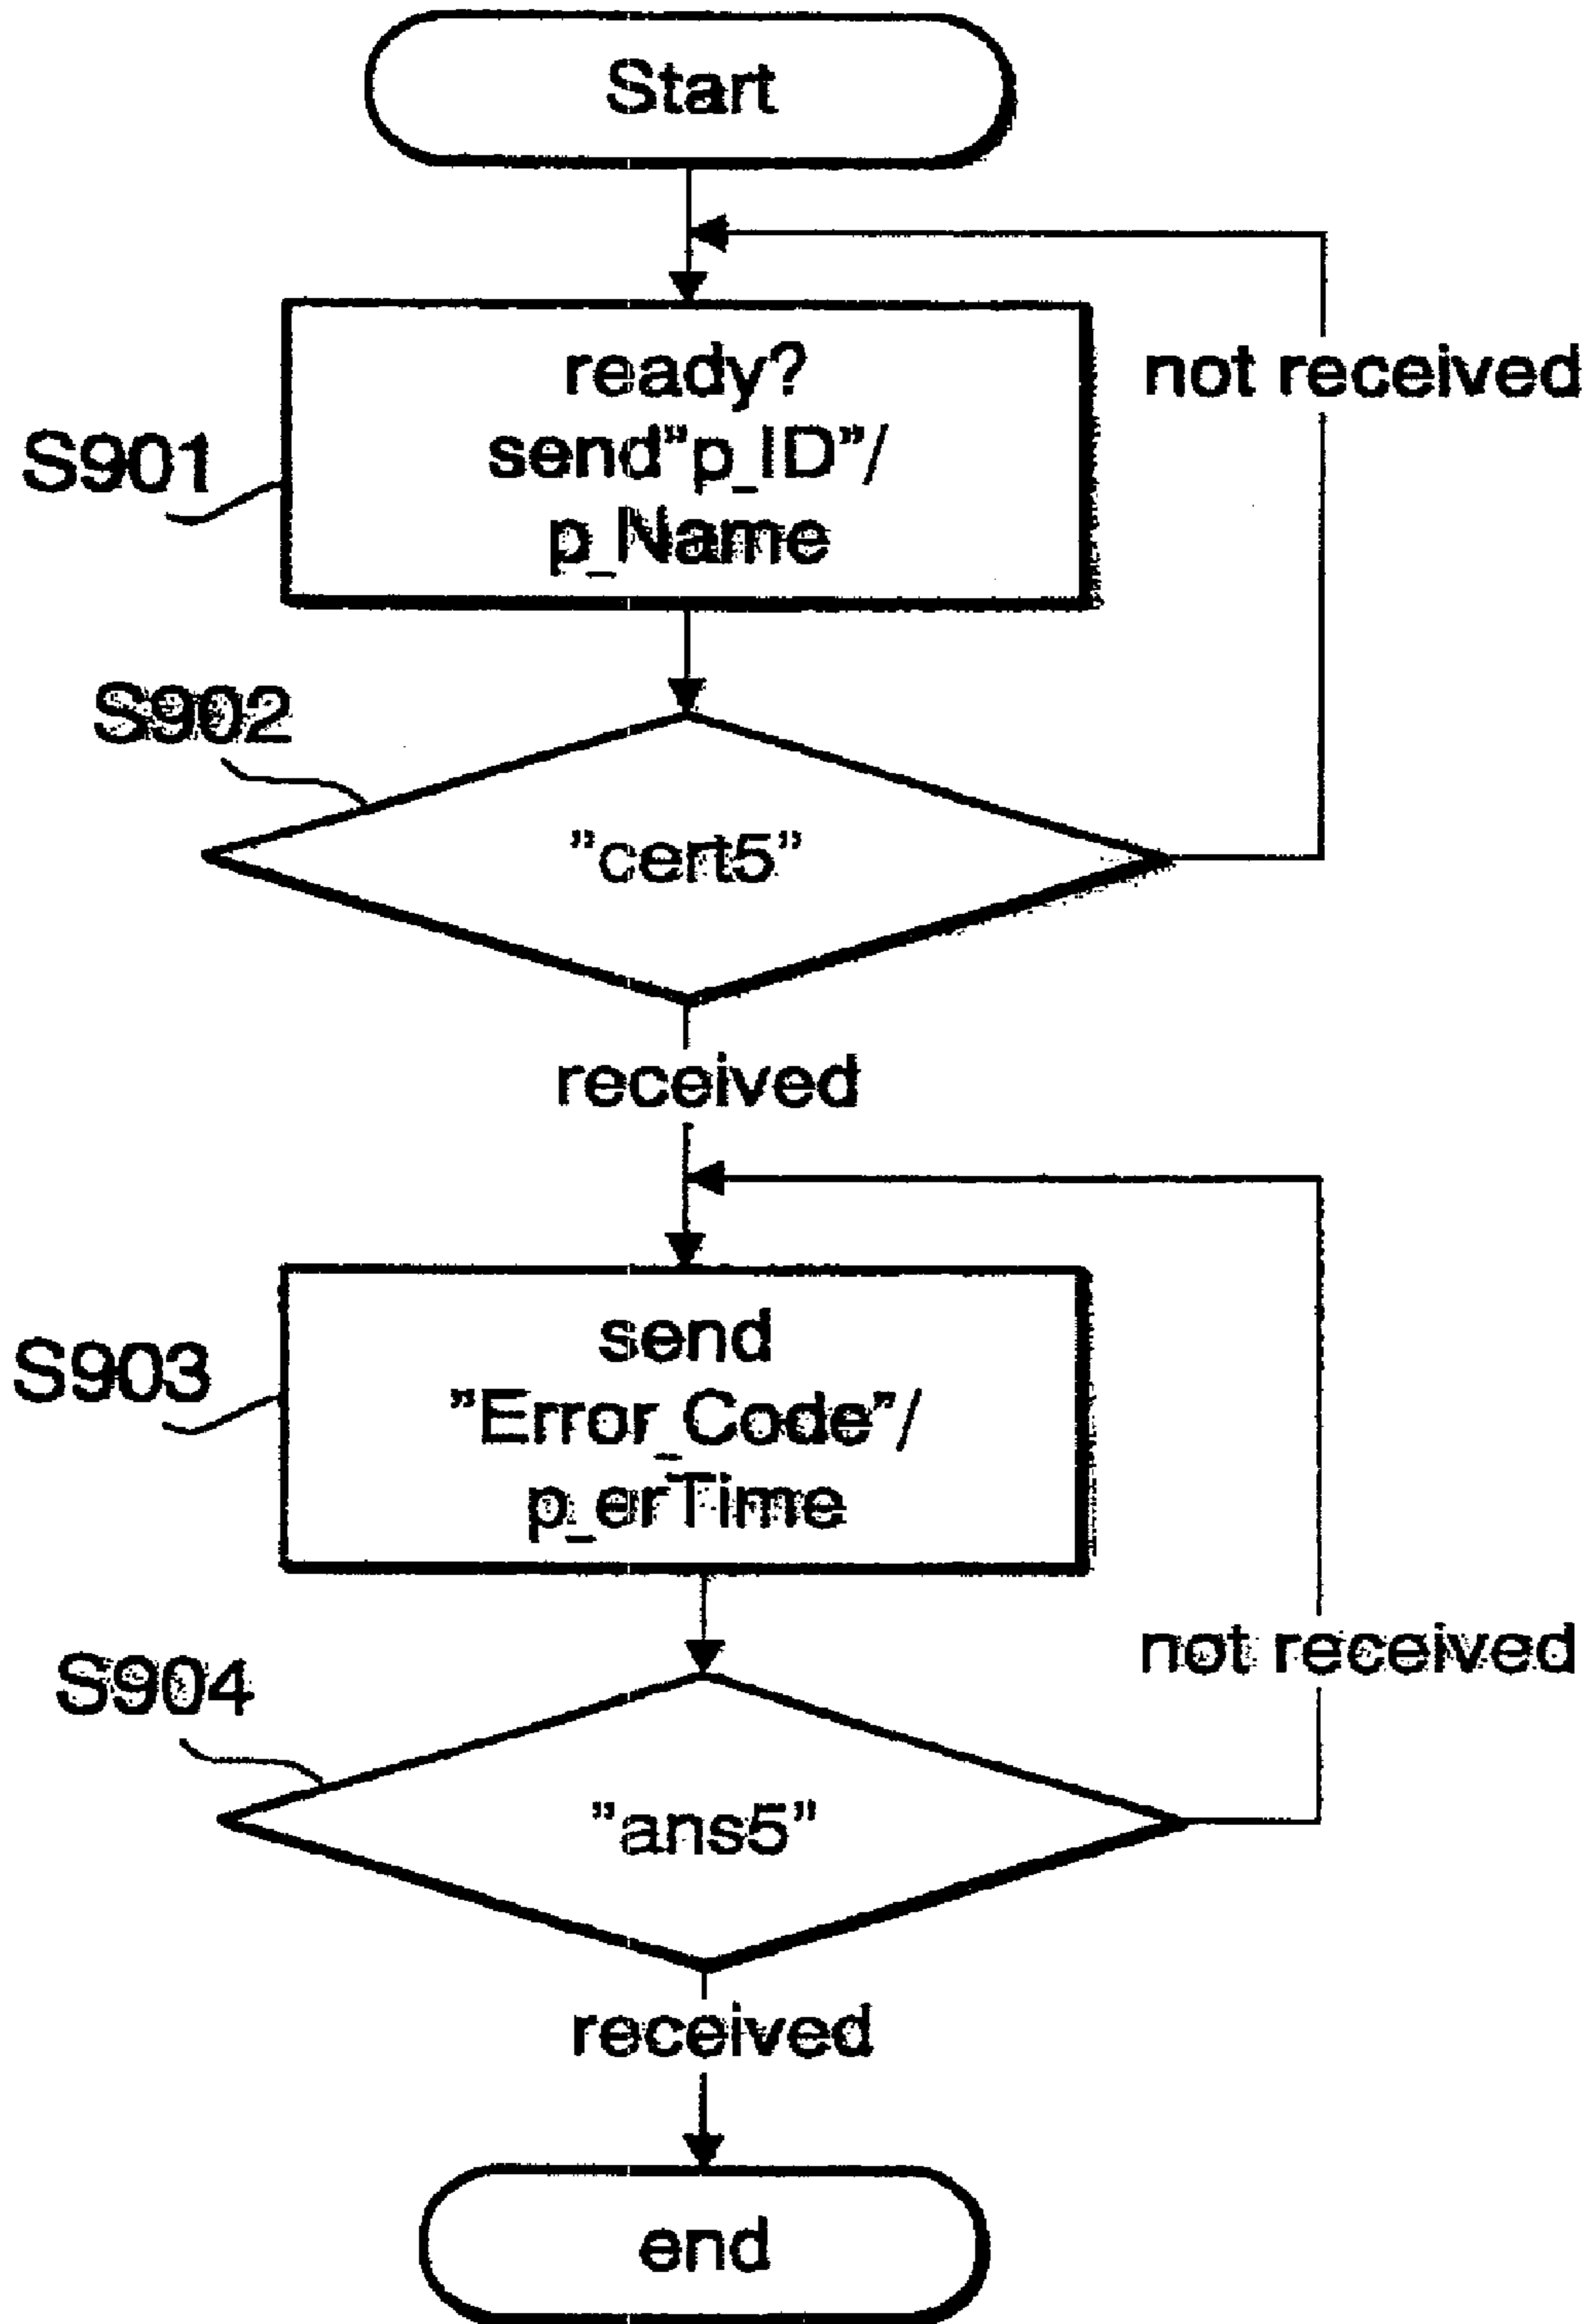 Start
ready?
not received
send”p_ID”/
S901
p_Name
S902
”cert5”
received
send
S903
”Error_Code”/
p_erTime
not received
S904
”ans5”
received
end